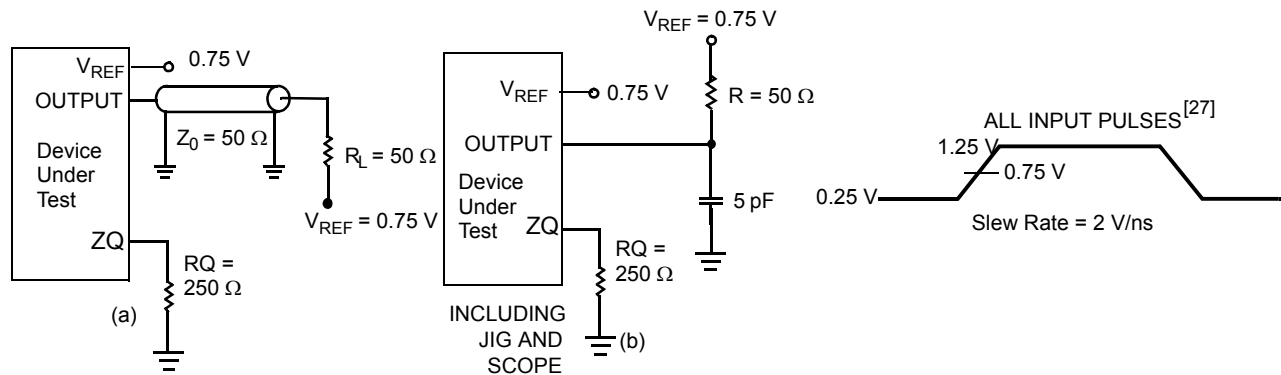 V_REF 0.75 V
OUTPUT
Z₀ = 50 Ω
Device
Under
Test
R_L = 50 Ω
V_REF = 0.75 V
ZQ
RQ =
250 Ω
(a)
V_REF = 0.75 V
R = 50 Ω
V_REF 0.75 V
OUTPUT
Device
Under
Test
5 pF
ZQ
RQ =
250 Ω
INCLUDING
JIG AND
SCOPE
(b)
ALL INPUT PULSES[27]
1.25 V
0.75 V
0.25 V
Slew Rate = 2 V/ns